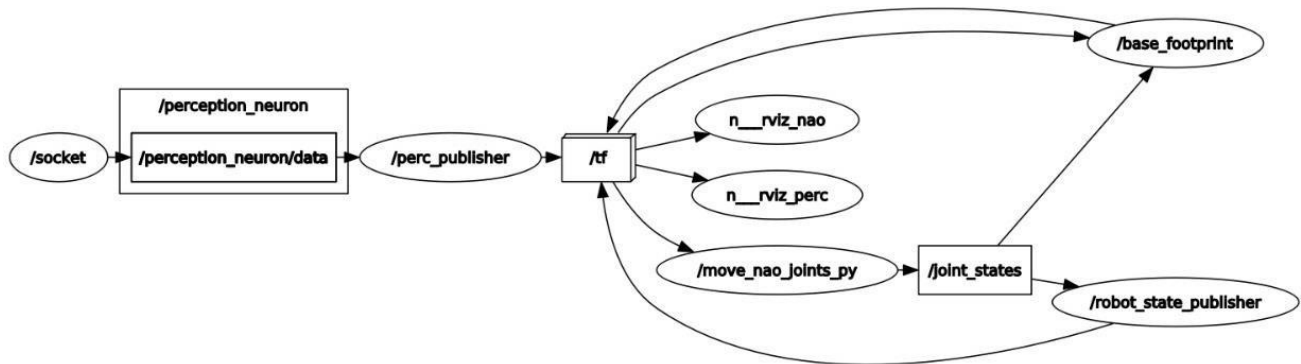 /socket
/perception_neuron
/perception_neuron/data
/perc_publisher
/tf
/base_footprint
n___rviz_nao
n___rviz_perc
/move_nao_joints_py
/joint_states
/robot_state_publisher